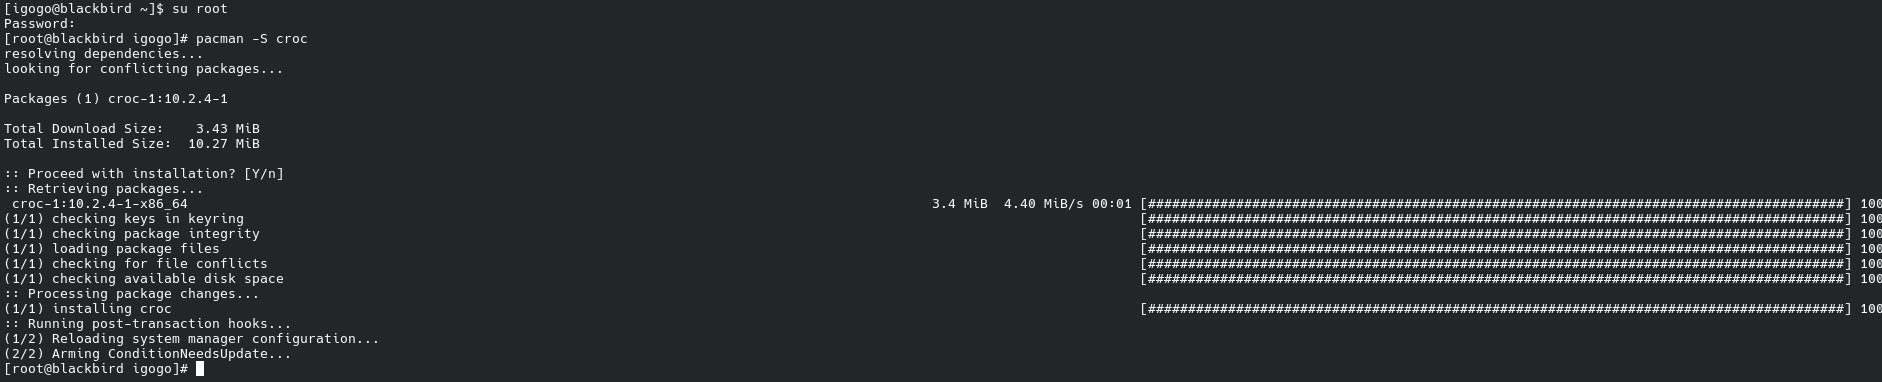 [igogo@blackbird ~]$ su root
Password:
[root@blackbird igogo]# pacman -S croc
resolving dependencies...
looking for conflicting packages...
Packages (1) croc-1:10.2.4-1
Total Download Size:    3.43 MiB
Total Installed Size:  10.27 MiB
:: Proceed with installation? [Y/n]
:: Retrieving packages...
 croc-1:10.2.4-1-x86_64    3.4 MiB  4.40 MiB/s 00:01 [#######################################################################################] 100
(1/1) checking keys in keyring    [#######################################################################################] 100
(1/1) checking package integrity    [#######################################################################################] 100
(1/1) loading package files    [#######################################################################################] 100
(1/1) checking for file conflicts    [#######################################################################################] 100
(1/1) checking available disk space    [#######################################################################################] 100
:: Processing package changes...
(1/1) installing croc    [#######################################################################################] 100
:: Running post-transaction hooks...
(1/2) Reloading system manager configuration...
(2/2) Arming ConditionNeedsUpdate...
[root@blackbird igogo]#